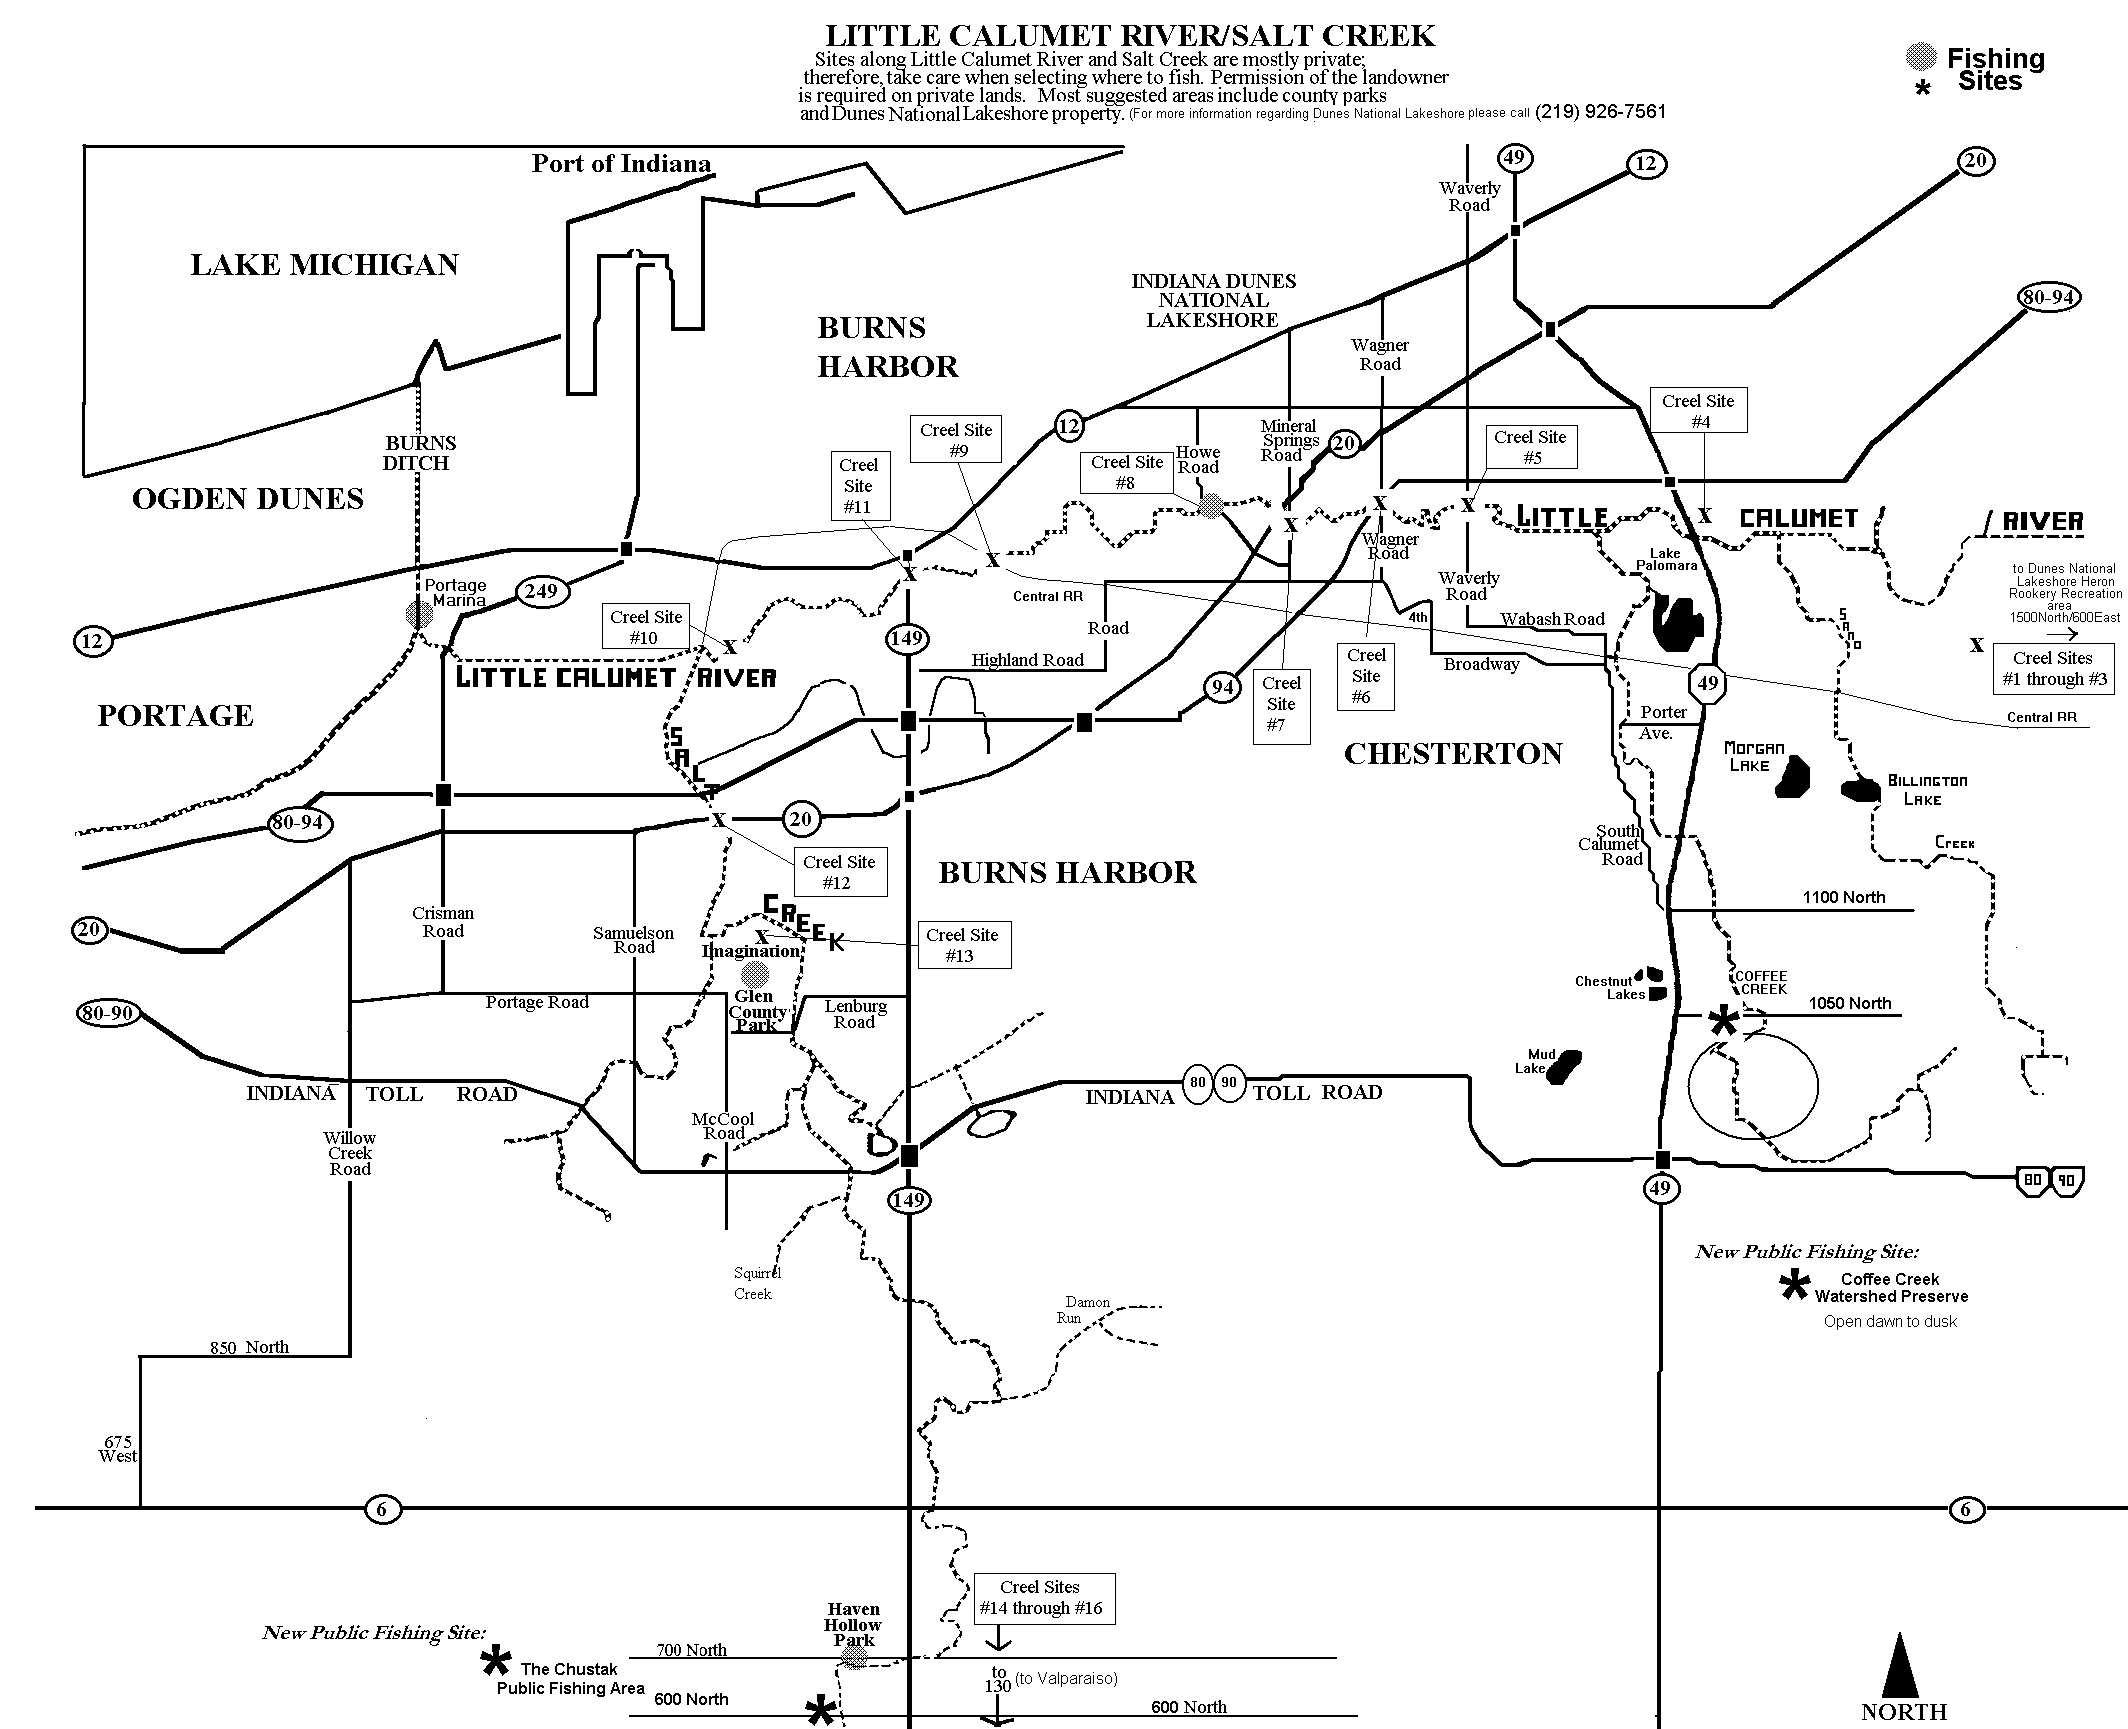 LITTLE CALUMET RIVER/SALT CREEK
Sites along Little Calumet River and Salt Creek are mostly private;
therefore, take care when selecting where to fish. Permission of the landowner
is required on private lands. Most suggested areas include county parks
and Dunes National Lakeshore property. (For more information regarding Dunes National Lakeshore please call (219) 926-7561
Fishing
Sites
Port of Indiana
49
12
20
Waverly
Road
LAKE MICHIGAN
INDIANA DUNES
NATIONAL
LAKESHORE
80-94
BURNS
HARBOR
Wagner
Road
Creel Site
#4
12
Creel Site
#9
Mineral
Springs
Road
20
Creel Site
#5
BURNS
DITCH
Howe
Road
Creel Site
#8
Creel
Site
#11
OGDEN DUNES
X
X
X
X
X
LITTLE
CALUMET
RIVER
Wagner
Road
Lake
Palomara
X
X
Portage
Marina
249
Waverly
Road
Central RR
to Dunes National
Lakeshore Heron
Rookery Recreation
area
1500North/600East
12
Creel Site
#10
X
149
Road
4th
Wabash Road
SAND
X
Creel Sites
#1 through #3
Highland Road
Broadway
LITTLE CALUMET RIVER
94
Creel
Site
#6
Creel
Site
#7
49
PORTAGE
Porter
Ave.
Central RR
SALT
CHESTERTON
MORGAN
LAKE
BILLINGTON
LAKE
80-94
X
20
South
Calumet
Road
CREEK
Creel Site
#12
BURNS HARBOR
1100 North
20
Crisman
Road
Samuelson
Road
CREEK
X
Creel Site
#13
Imagination
Glen
County
Park
Chestnut
Lakes
COFFEE
CREEK
80-90
Portage Road
Lenburg
Road
1050 North
*
Mud
Lake
INDIANA TOLL ROAD
INDIANA 80 90 TOLL ROAD
McCool
Road
Willow
Creek
Road
149
49
80 90
Squirrel
Creek
New Public Fishing Site:
* Coffee Creek
Watershed Preserve
Open dawn to dusk
Damon
Run
850 North
675
West
6
6
Creel Sites
#14 through #16
Haven
Hollow
Park
New Public Fishing Site:
* The Chustak
Public Fishing Area
700 North
to
130
(to Valparaiso)
600 North
*
600 North
NORTH